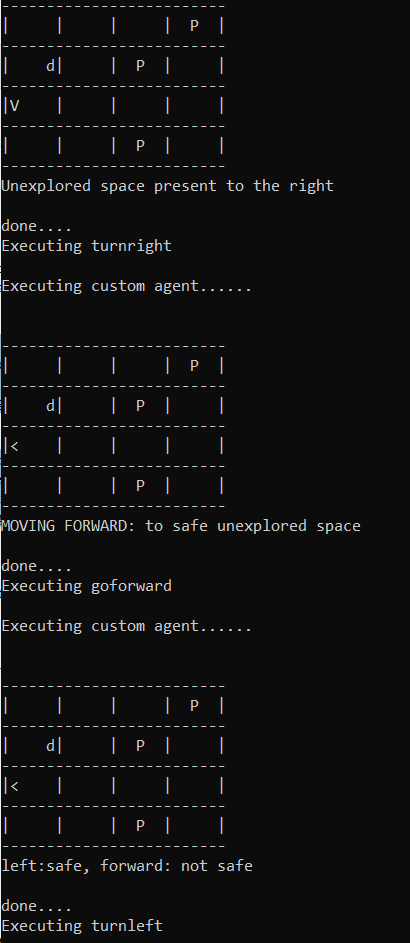 -------------------------
|     |     |     |  P  |
-------------------------
|    d|     |  P  |     |
-------------------------
|V    |     |     |     |
-------------------------
|     |     |  P  |     |
-------------------------
Unexplored space present to the right
done....
Executing turnright
Executing custom agent......
-------------------------
|     |     |     |  P  |
-------------------------
|    d|     |  P  |     |
-------------------------
|<    |     |     |     |
-------------------------
|     |     |  P  |     |
-------------------------
MOVING FORWARD: to safe unexplored space
done....
Executing goforward
Executing custom agent......
-------------------------
|     |     |     |  P  |
-------------------------
|    d|     |  P  |     |
-------------------------
|<    |     |     |     |
-------------------------
|     |     |  P  |     |
-------------------------
left:safe, forward: not safe
done....
Executing turnleft